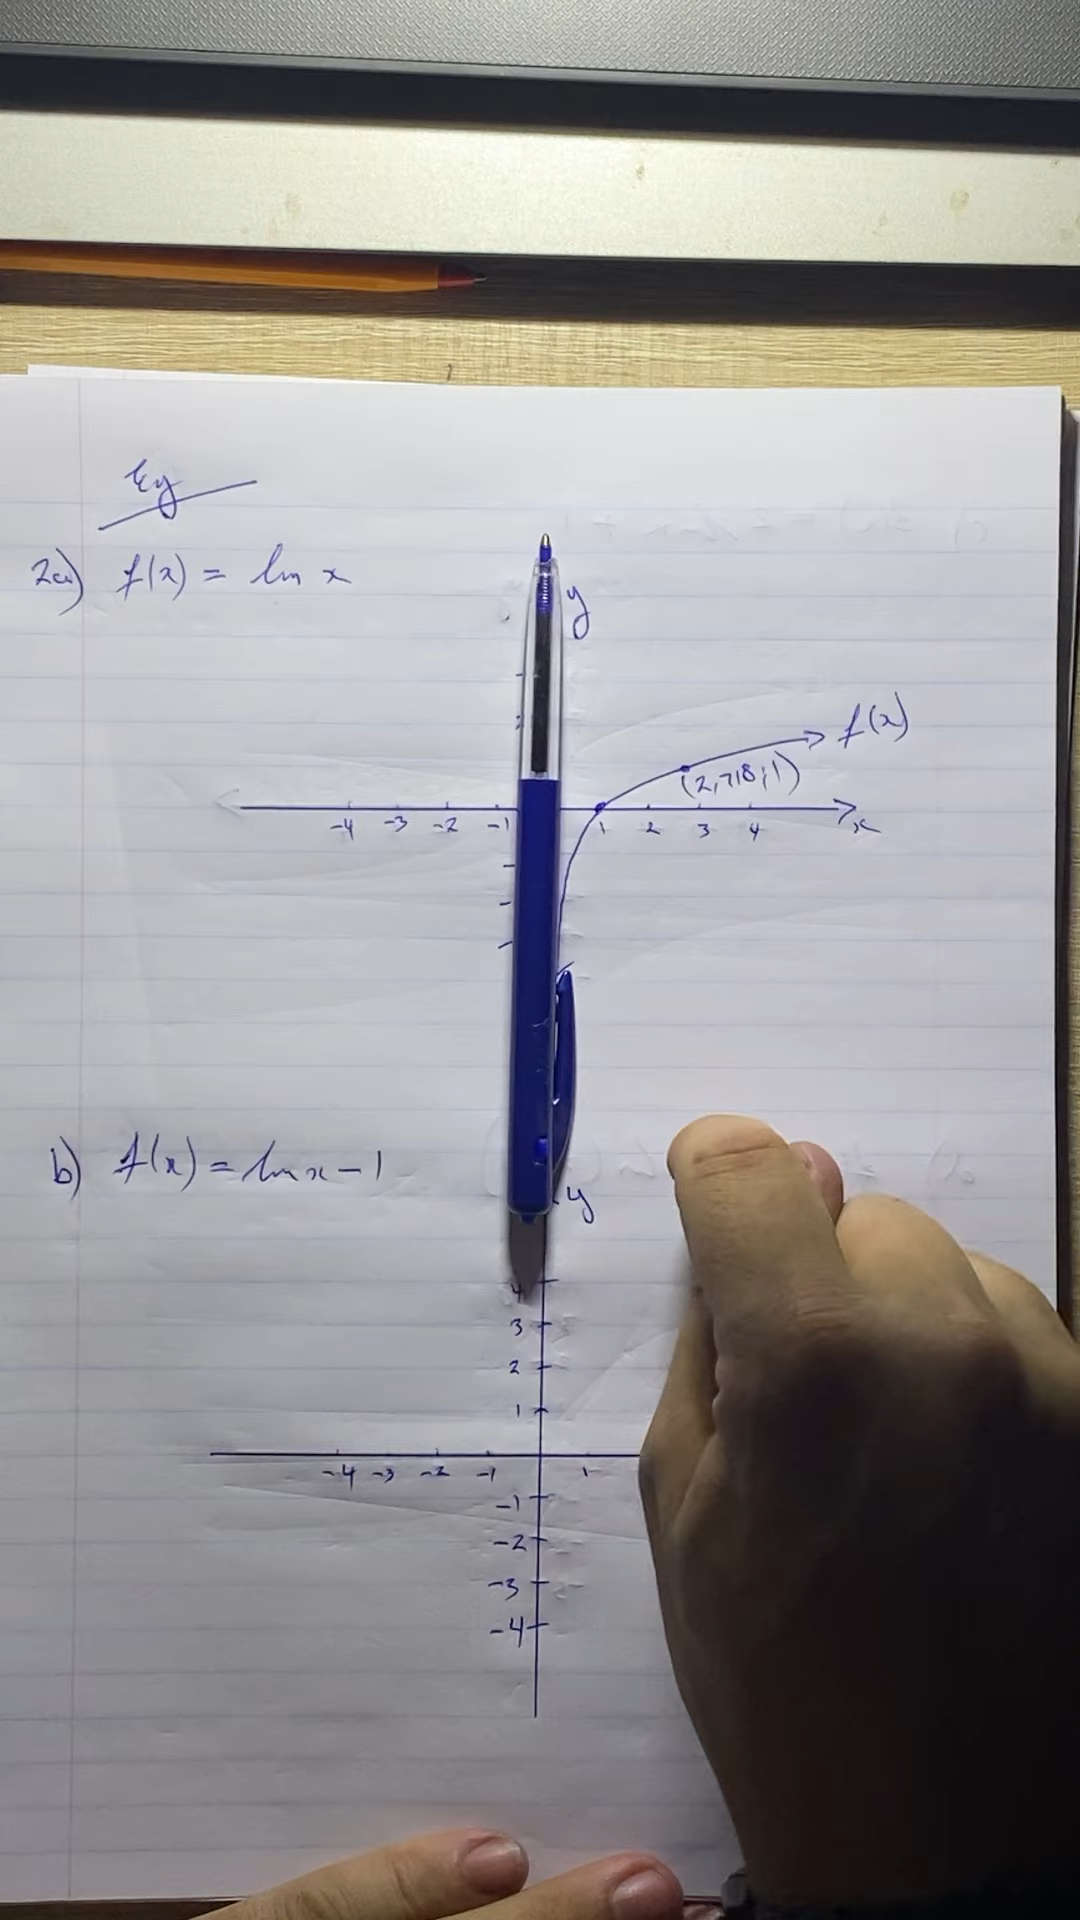 Eg
2a) f(x) = ln x
y
f(x)
(2,718;1)
-4 -3 -2 -1 1 2 3 4 x
b) f(x) = ln x - 1
y
4
3
2
1
-4 -3 -2 -1 1
-1
-2
-3
-4